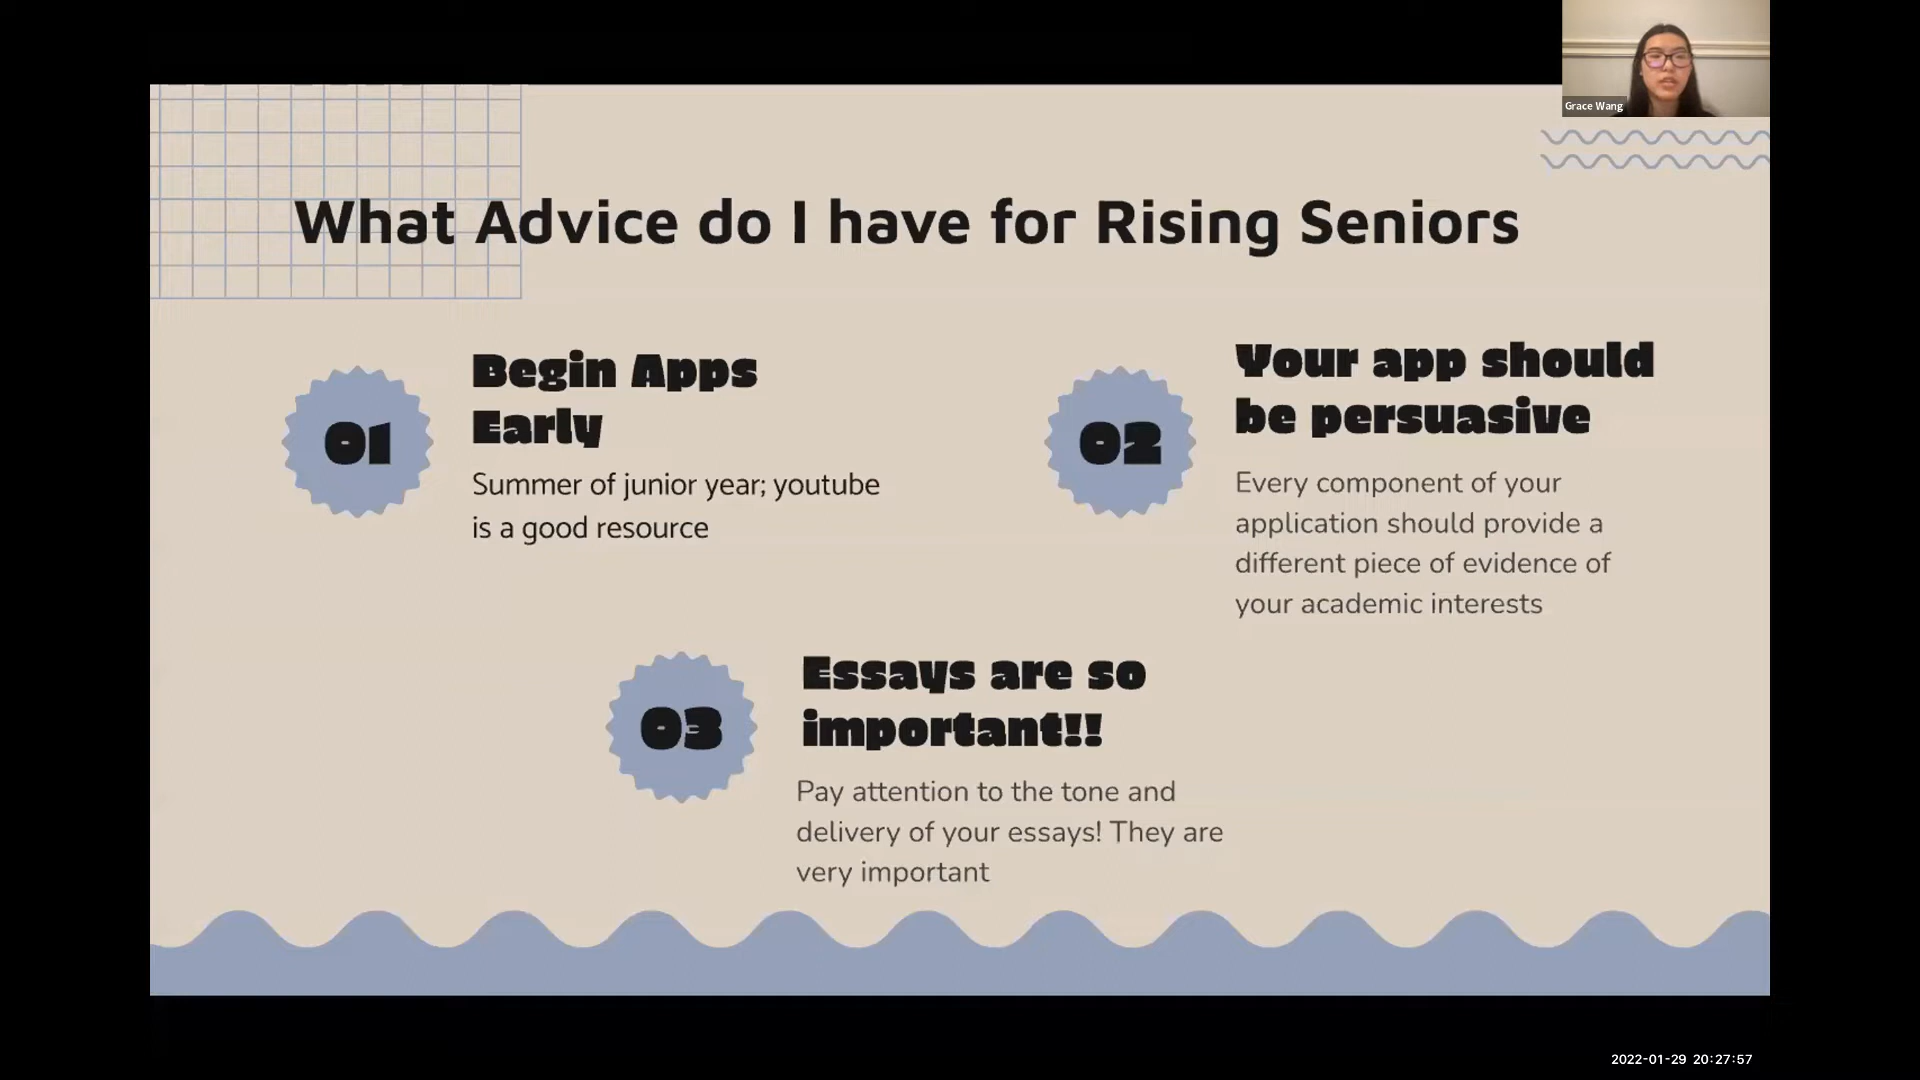 Grace Wang
What Advice do I have for Rising Seniors
01
Begin Apps
Early
Summer of junior year; youtube
is a good resource
02
Your app should
be persuasive
Every component of your
application should provide a
different piece of evidence of
your academic interests
03
Essays are so
important!!
Pay attention to the tone and
delivery of your essays! They are
very important
2022-01-29 20:27:57